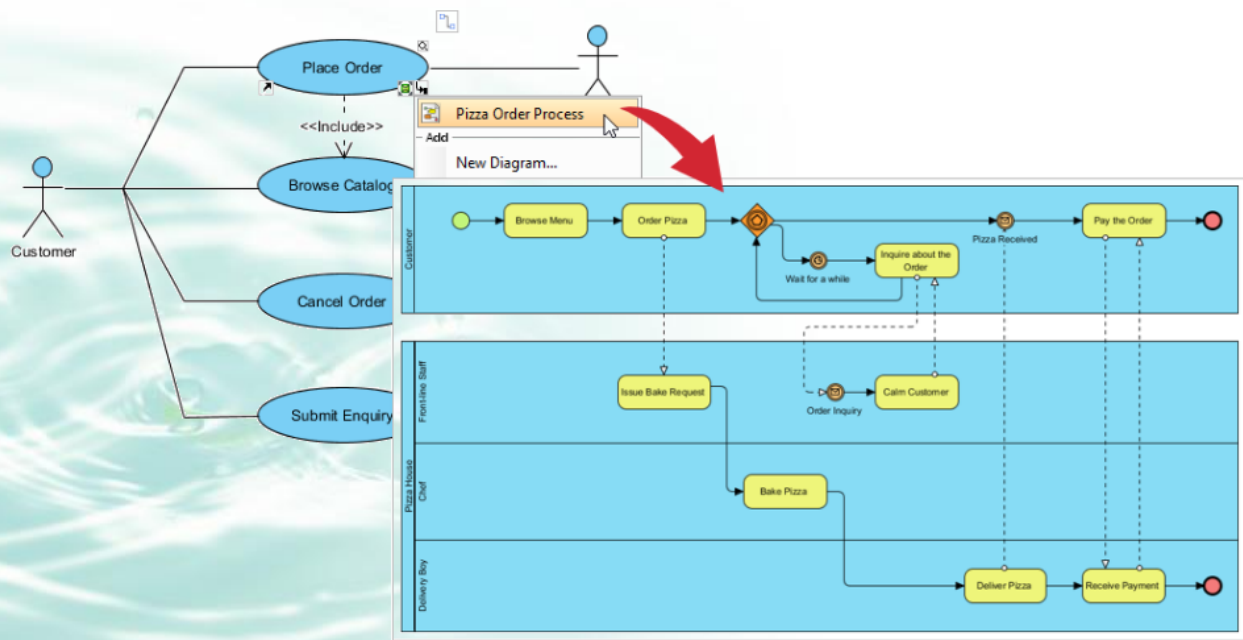 Place Order
<<Include>>
Browse Catalog
Customer
Cancel Order
Submit Enquiry
Pizza Order Process
Add
New Diagram...
Customer
Browse Menu
Order Pizza
Pizza Received
Pay the Order
Wait for a while
Inquire about the
Order
Pizza House
Front-line Staff
Issue Bake Request
Order Inquiry
Calm Customer
Chef
Bake Pizza
Delivery Boy
Deliver Pizza
Receive Payment